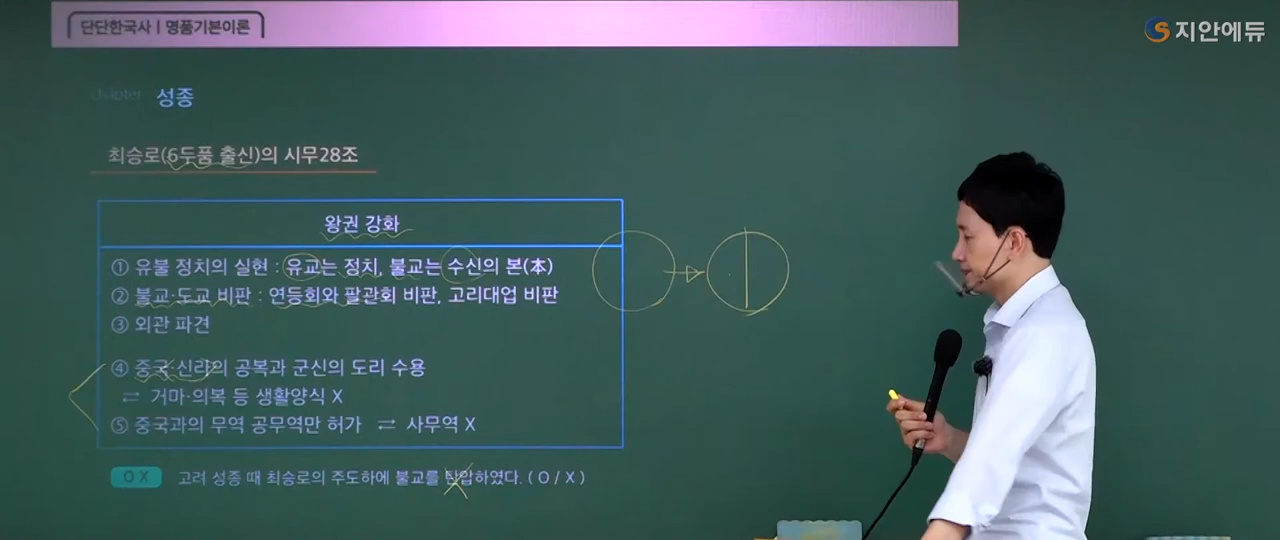 단단한국사 | 명품기본이론
지안에듀
chapter 성종
최승로(6두품 출신)의 시무28조
왕권 강화
① 유불 정치의 실현 : 유교는 정치, 불교는 수신의 본(本)
② 불교·도교 비판 : 연등회와 팔관회 비판, 고리대업 비판
③ 외관 파견
④ 중국·신라의 공복과 군신의 도리 수용
⇌ 거마·의복 등 생활양식 X
⑤ 중국과의 무역 공무역만 허가 ⇌ 사무역 X
O X 고려 성종 때 최승로의 주도하에 불교를 탄압하였다. ( O / X )